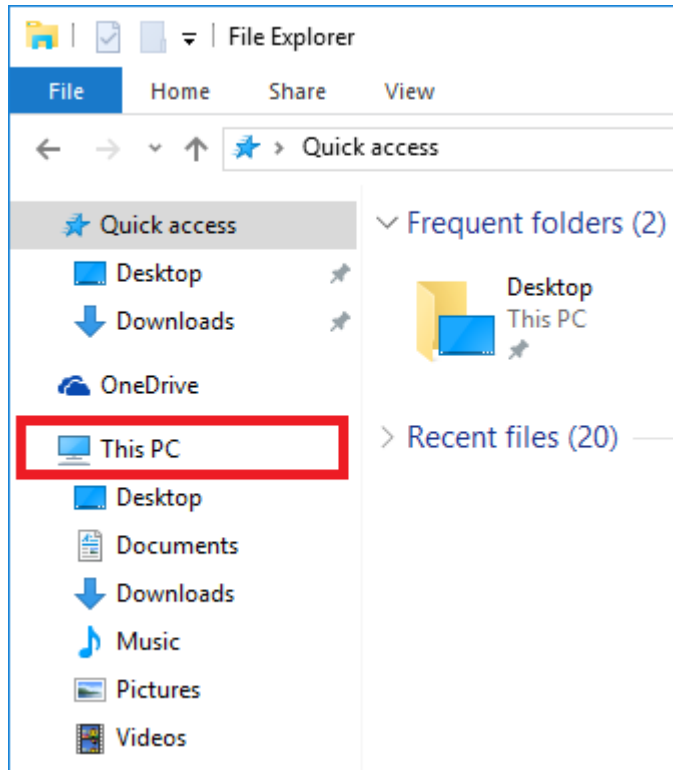 File Explorer
File Home Share View
Quick access
Quick access
Desktop
Downloads
OneDrive
This PC
Desktop
Documents
Downloads
Music
Pictures
Videos
Frequent folders (2)
Desktop
This PC
Recent files (20)